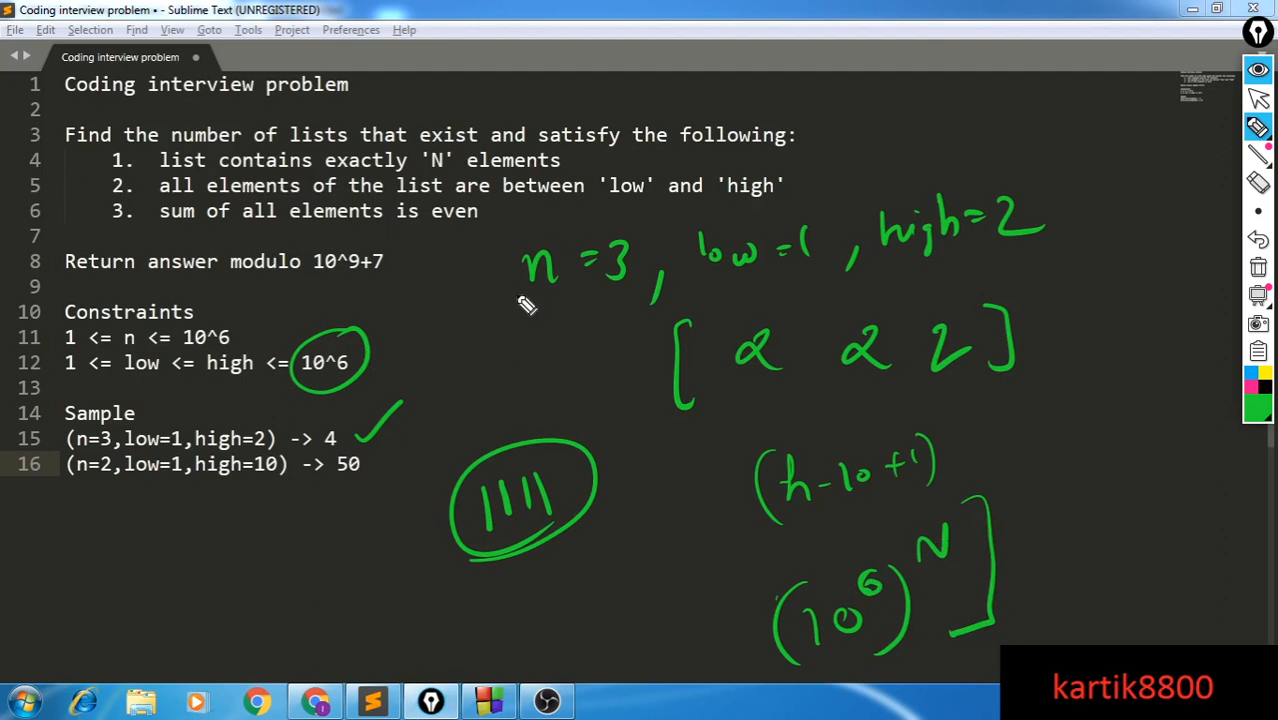 Coding interview problem • - Sublime Text (UNREGISTERED)
File Edit Selection Find View Goto Tools Project Preferences Help
Coding interview problem
1 Coding interview problem
2
3 Find the number of lists that exist and satisfy the following:
4 1. list contains exactly 'N' elements
5 2. all elements of the list are between 'low' and 'high'
6 3. sum of all elements is even
7
8 Return answer modulo 10^9+7
9
10 Constraints
11 1 <= n <= 10^6
12 1 <= low <= high <= 10^6
13
14 Sample
15 (n=3,low=1,high=2) -> 4
16 (n=2,low=1,high=10) -> 50
n = 3, low = 1, high = 2
[ 2 2 2 ]
(h - lo + 1)
(10^6)^N
kartik8800